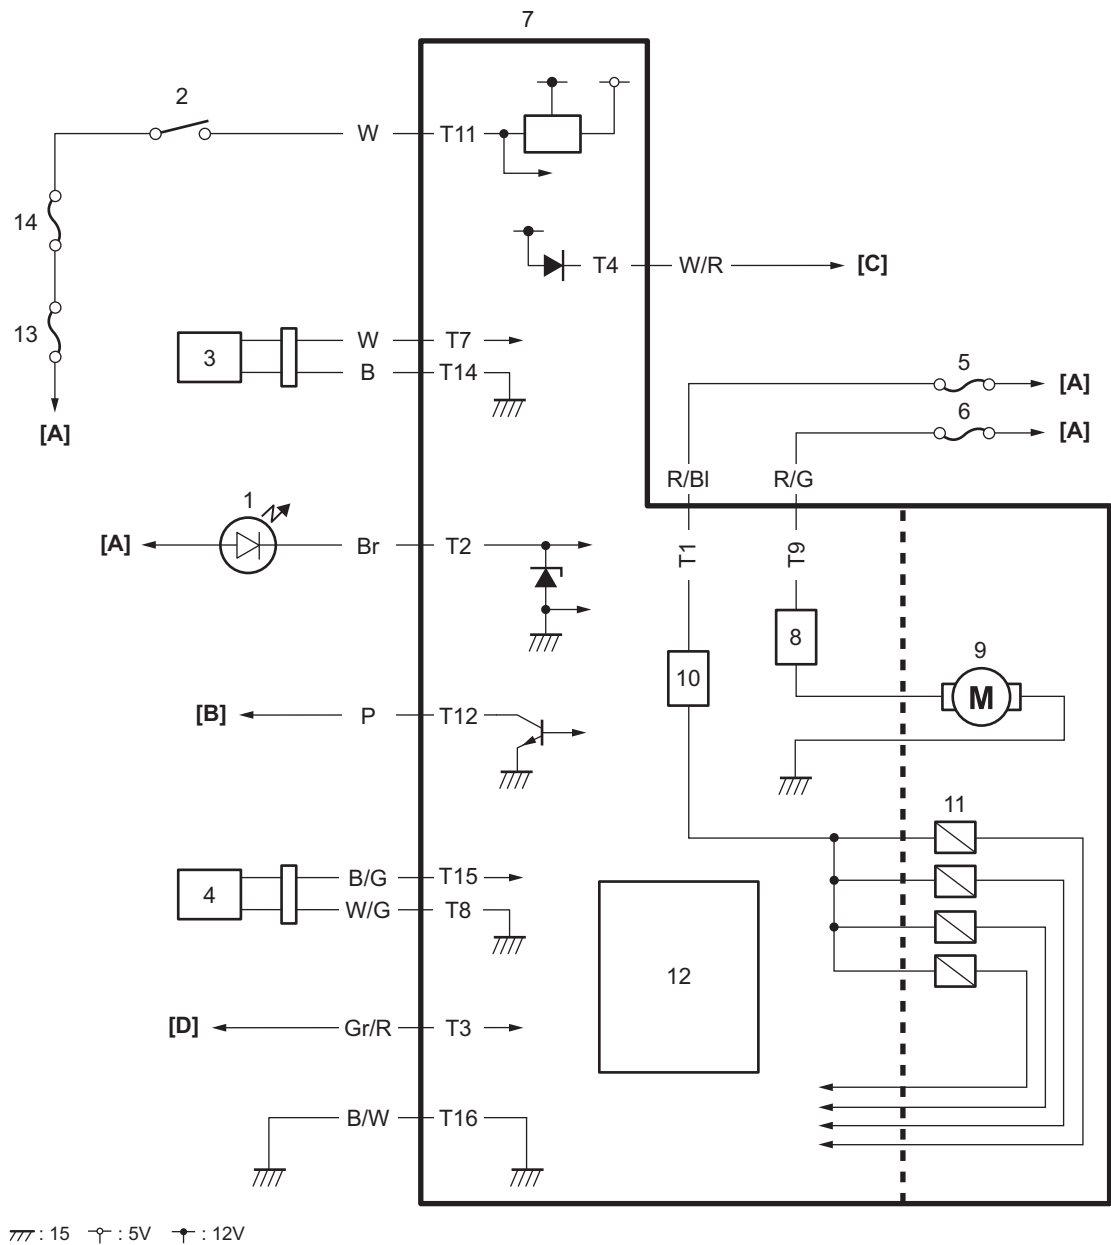 7
2
W T11
14
T4 W/R [C]
13
3 W T7
B T14
5 [A]
6 [A]
[A]
R/Bl R/G
1
[A] Br T2
T1 T9
8
10
9
M
[B] P T12
11
4 B/G T15
W/G T8
12
[D] Gr/R T3
B/W T16
: 15 : 5V : 12V